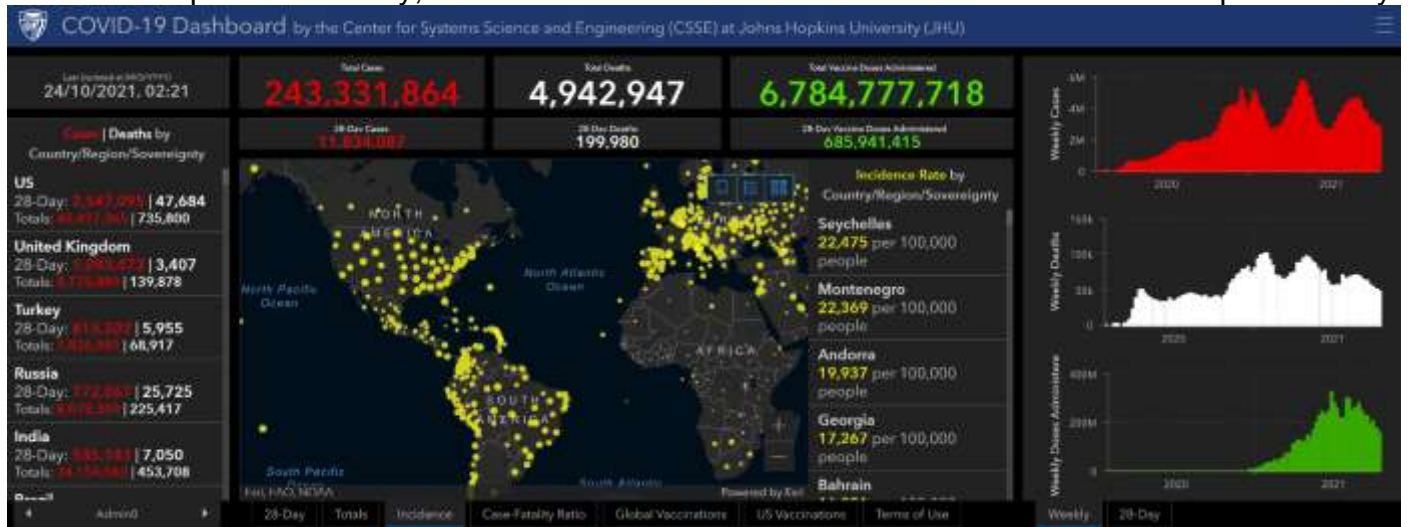 COVID-19 Dashboard by the Center for Systems Science and Engineering (CSSE) at Johns Hopkins University (JHU)
24/10/2021, 02:21
Cases | Deaths by
Country/Region/Sovereignty
US
28-Day: | 47,684
Totals: | 735,800
United Kingdom
28-Day: | 3,407
Totals: | 139,878
Turkey
28-Day: | 5,955
Totals: | 68,917
Russia
28-Day: | 25,725
Totals: | 225,417
India
28-Day: | 7,050
Totals: | 453,708
Admin0
Total Cases
243,331,864
Total Deaths
4,942,947
Total Vaccine Doses Administered
6,784,777,718
28-Day Cases
11,834,087
28-Day Deaths
199,980
28-Day Vaccine Doses Administered
685,941,415
NORTH
AMERICA
North Pacific
Ocean
North Atlantic
Ocean
AFRICA
SOUTH
AMERICA
South Pacific
Ocean
South Atlantic
Esri, FAO, NOAA
Powered by Esri
Incidence Rate by
Country/Region/Sovereignty
Seychelles
22,475 per 100,000
people
Montenegro
22,369 per 100,000
people
Andorra
19,937 per 100,000
people
Georgia
17,267 per 100,000
people
Bahrain
28-Day Totals Incidence Case-Fatality Ratio Global Vaccinations US Vaccinations Terms of Use
Weekly Cases
6M
4M
2M
0
2020 2021
Weekly Deaths
150k
100k
50k
0
2020 2021
Weekly Doses Administere
400M
200M
0
2020 2021
Weekly 28-Day